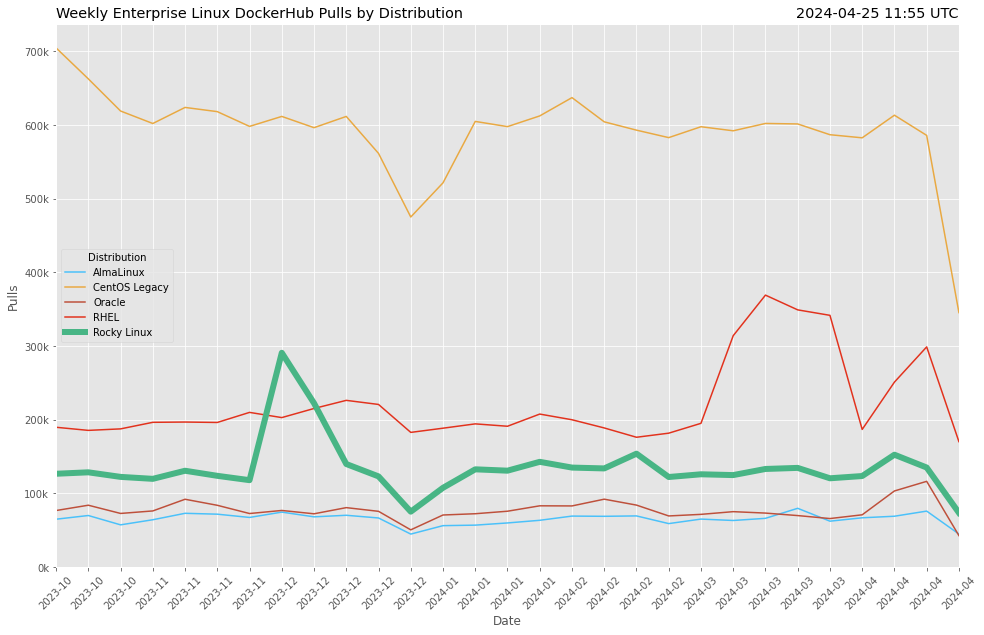 Weekly Enterprise Linux DockerHub Pulls by Distribution
2024-04-25 11:55 UTC
700k
600k
500k
400k
300k
200k
100k
0k
Pulls
Distribution
AlmaLinux
CentOS Legacy
Oracle
RHEL
Rocky Linux
2023-10
2023-10
2023-10
2023-11
2023-11
2023-11
2023-11
2023-12
2023-12
2023-12
2023-12
2023-12
2024-01
2024-01
2024-01
2024-01
2024-02
2024-02
2024-02
2024-02
2024-03
2024-03
2024-03
2024-03
2024-03
2024-04
2024-04
2024-04
2024-04
Date